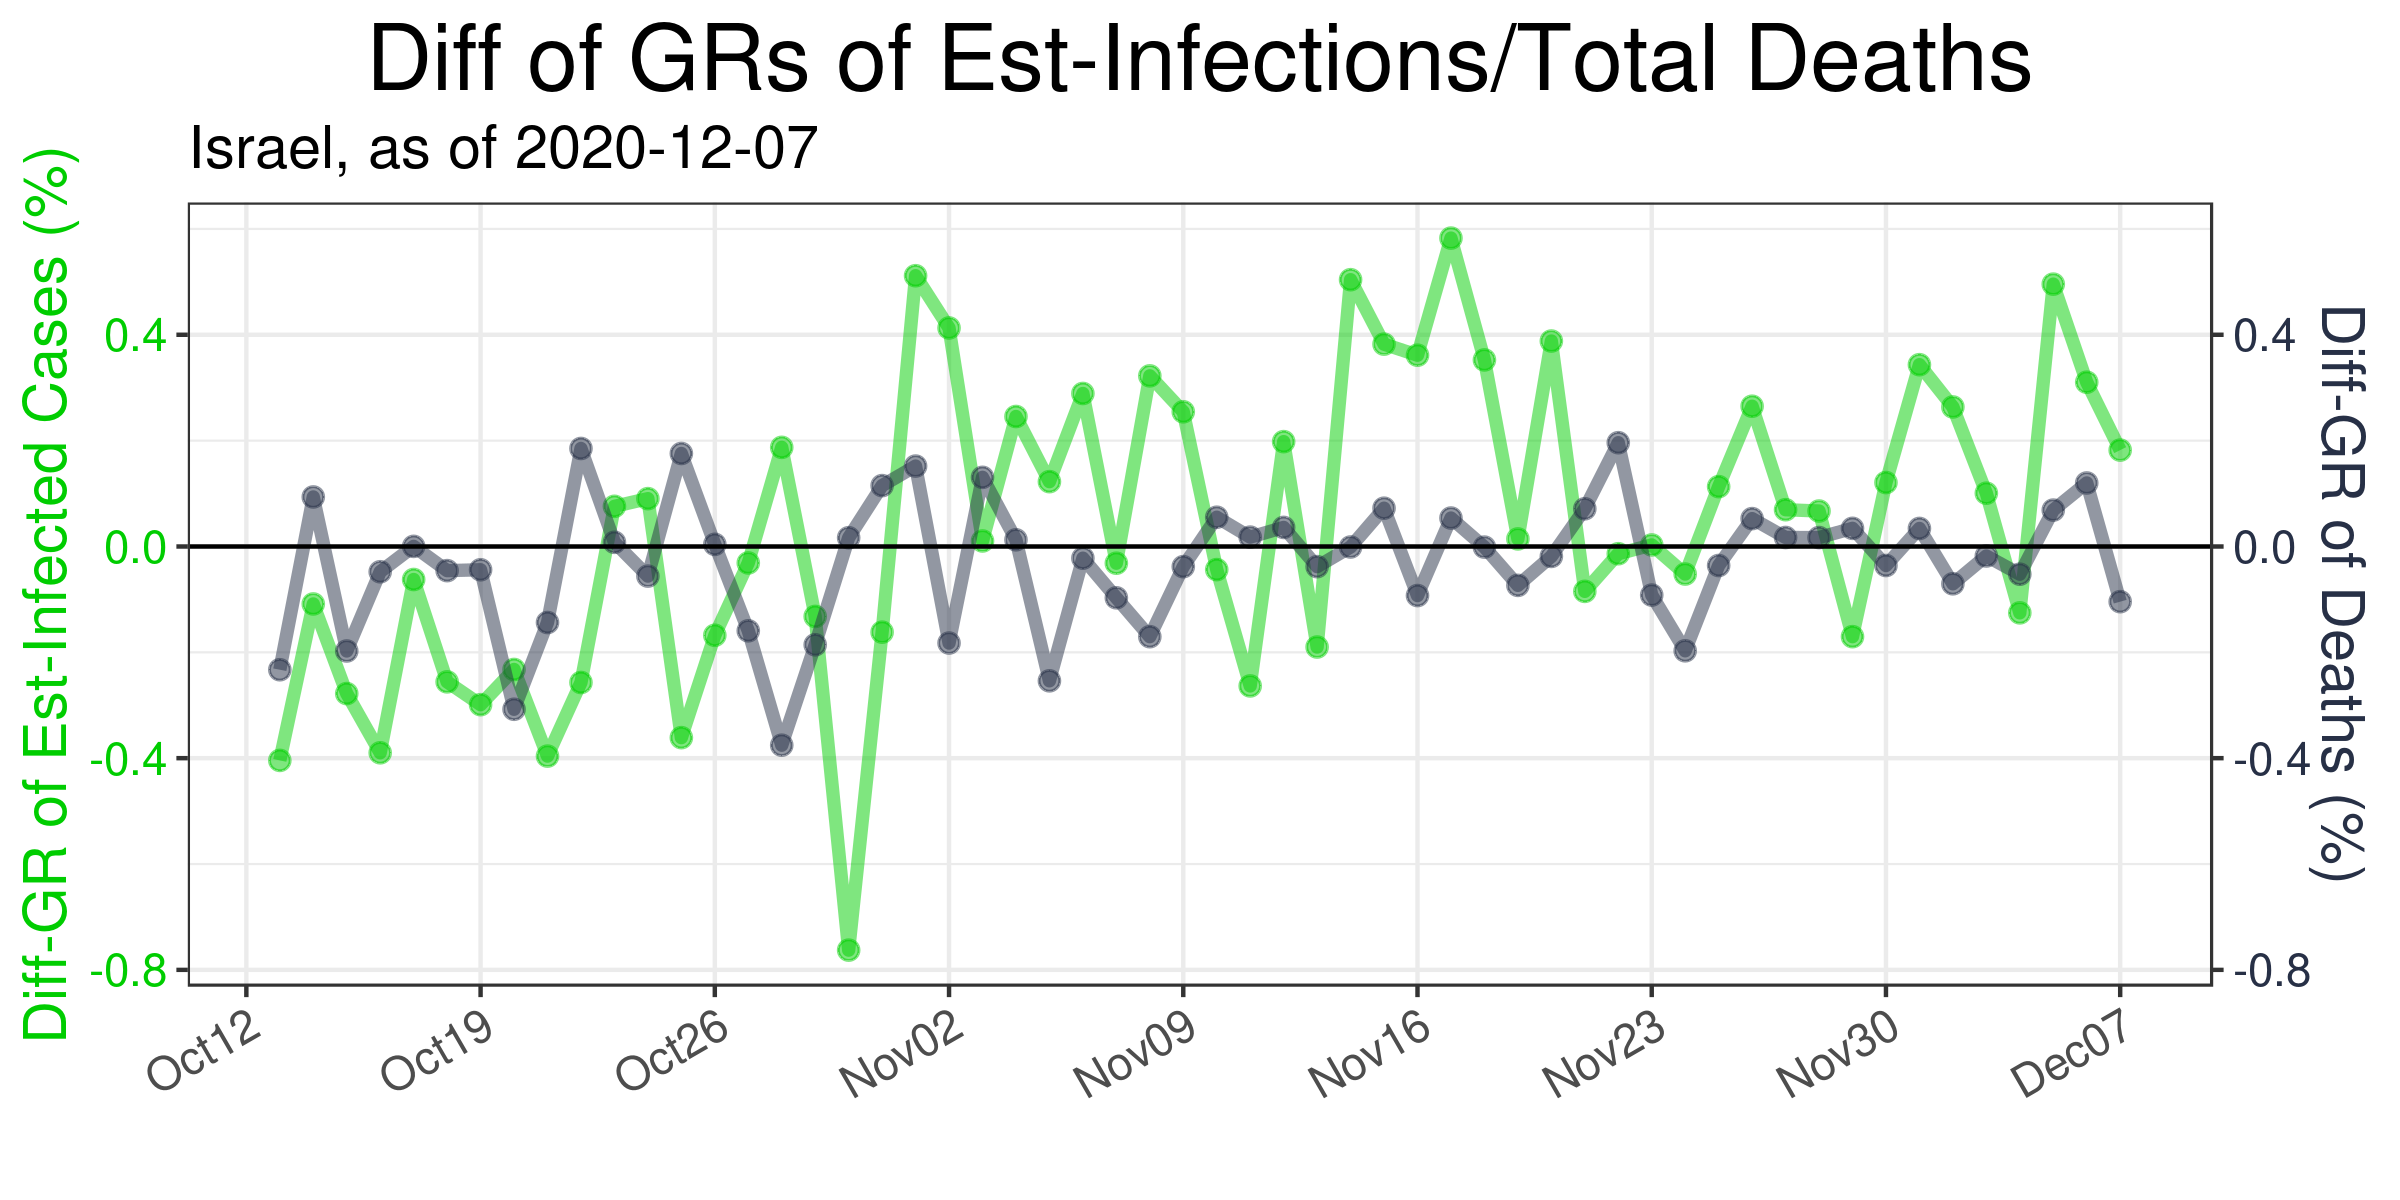 Diff of GRs of Est-Infections/Total Deaths
Israel, as of 2020-12-07
Diff-GR of Est-Infected Cases (%)
0.4
0.0
-0.4
-0.8
0.4
0.0
-0.4
-0.8
Diff-GR of Deaths (%)
Oct12
Oct19
Oct26
Nov02
Nov09
Nov16
Nov23
Nov30
Dec07